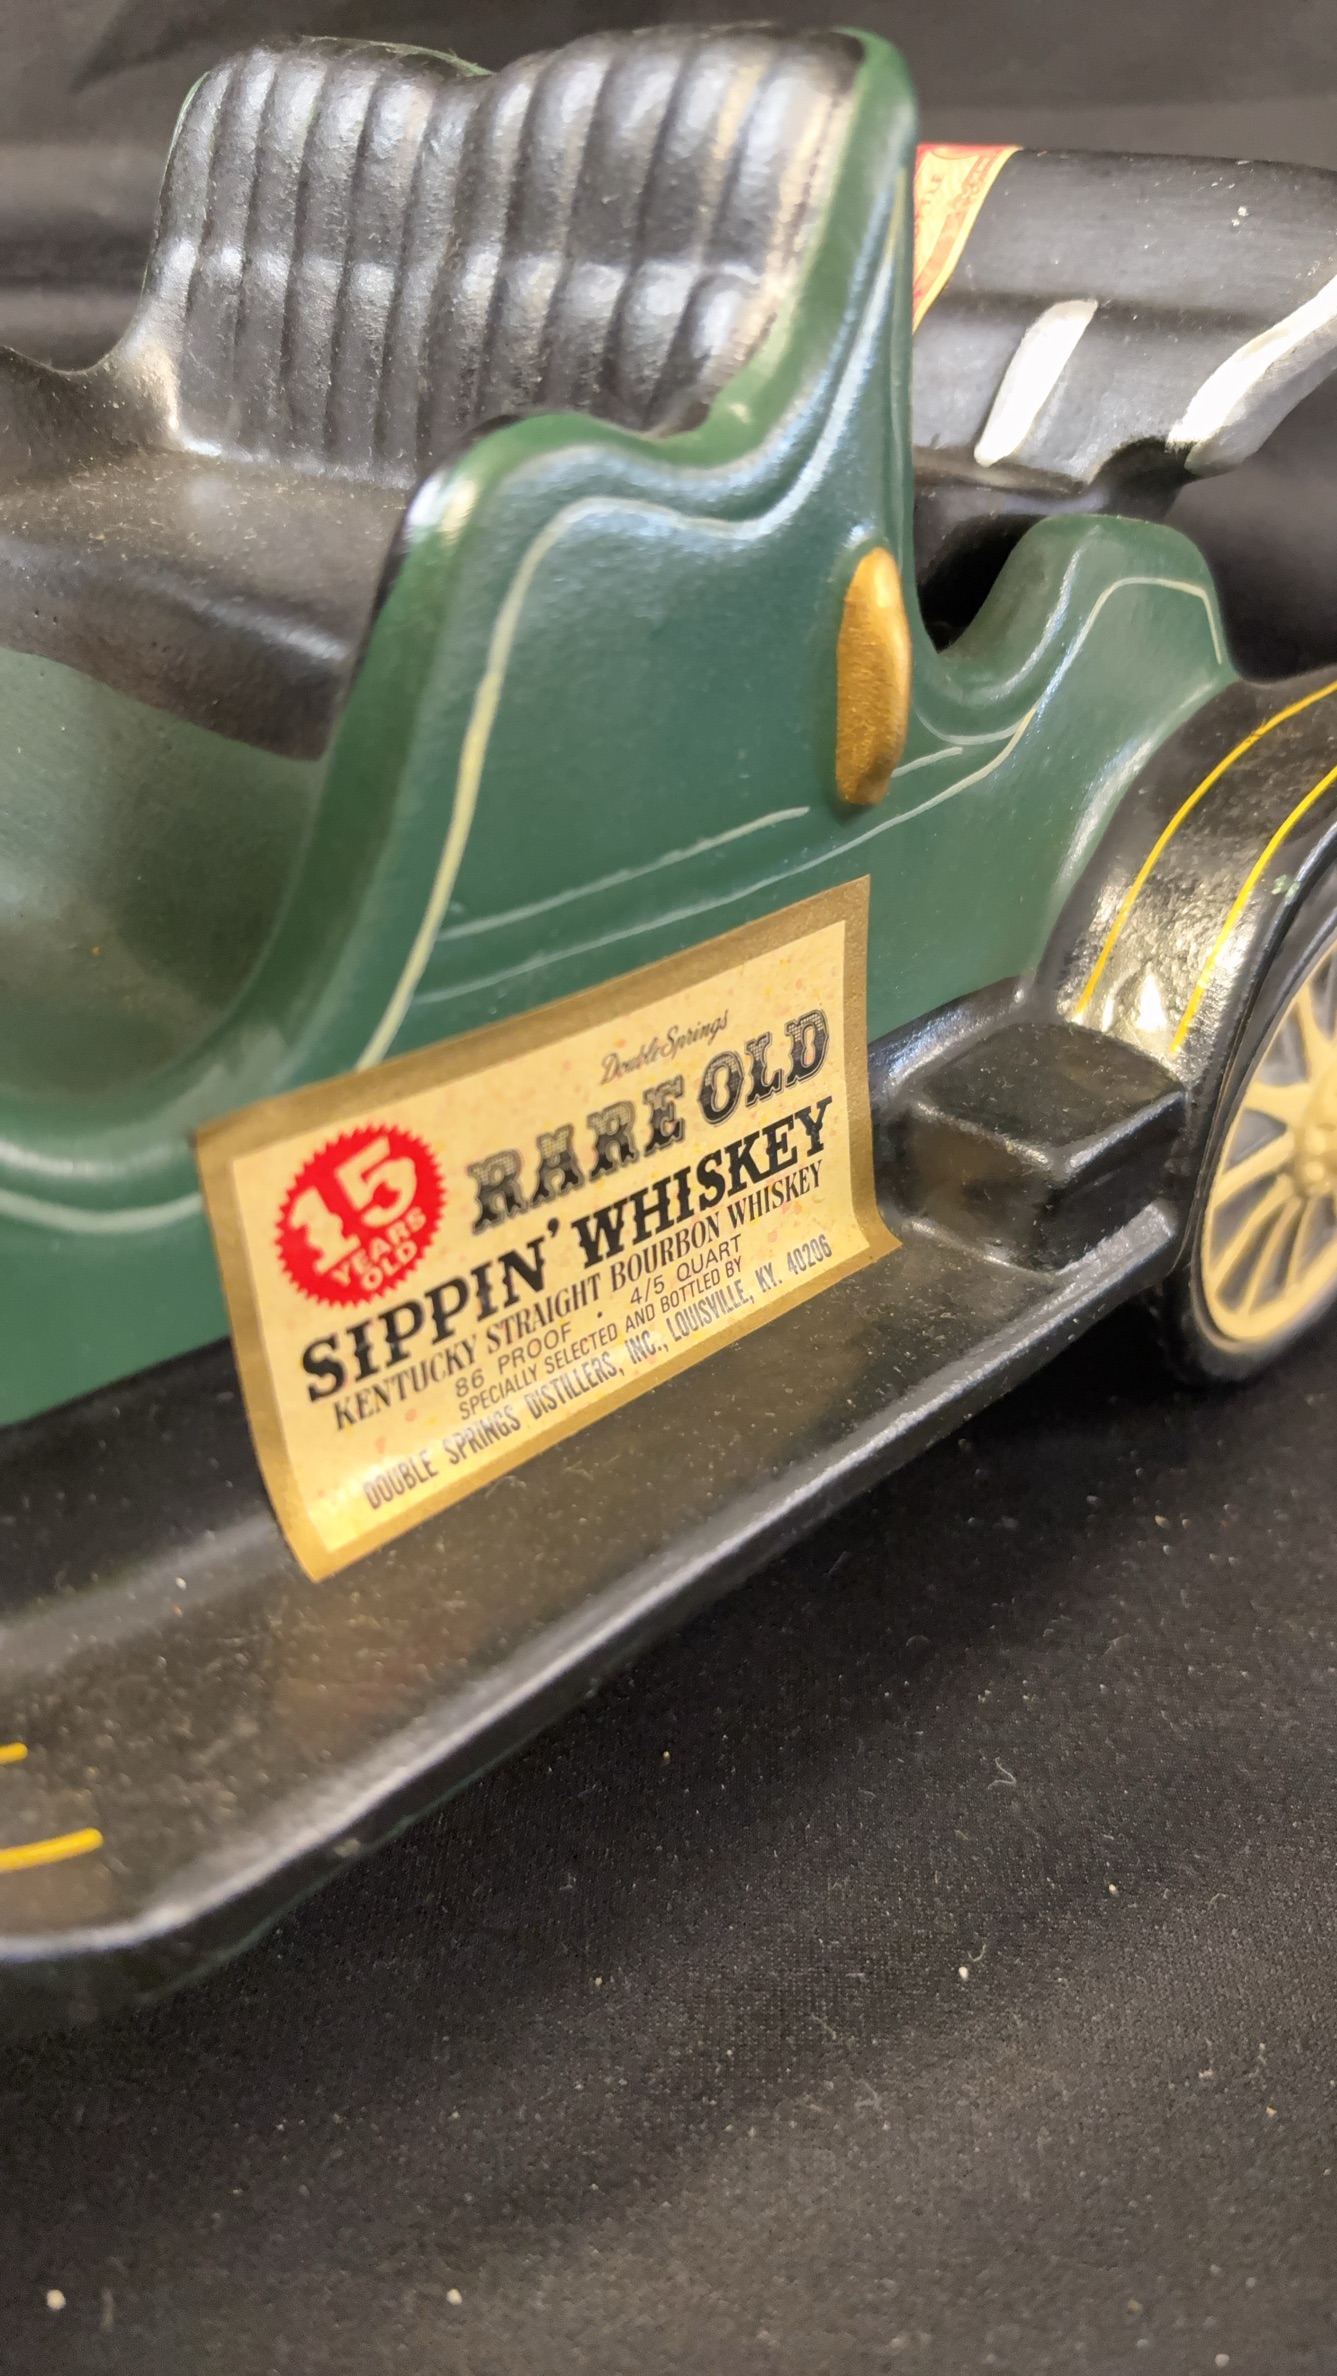 Double Springs
RARE OLD
15
YEARS
OLD
SIPPIN' WHISKEY
KENTUCKY STRAIGHT BOURBON WHISKEY
86 PROOF · 4/5 QUART
SPECIALLY SELECTED AND BOTTLED BY
DOUBLE SPRINGS DISTILLERS, INC., LOUISVILLE, KY. 40206